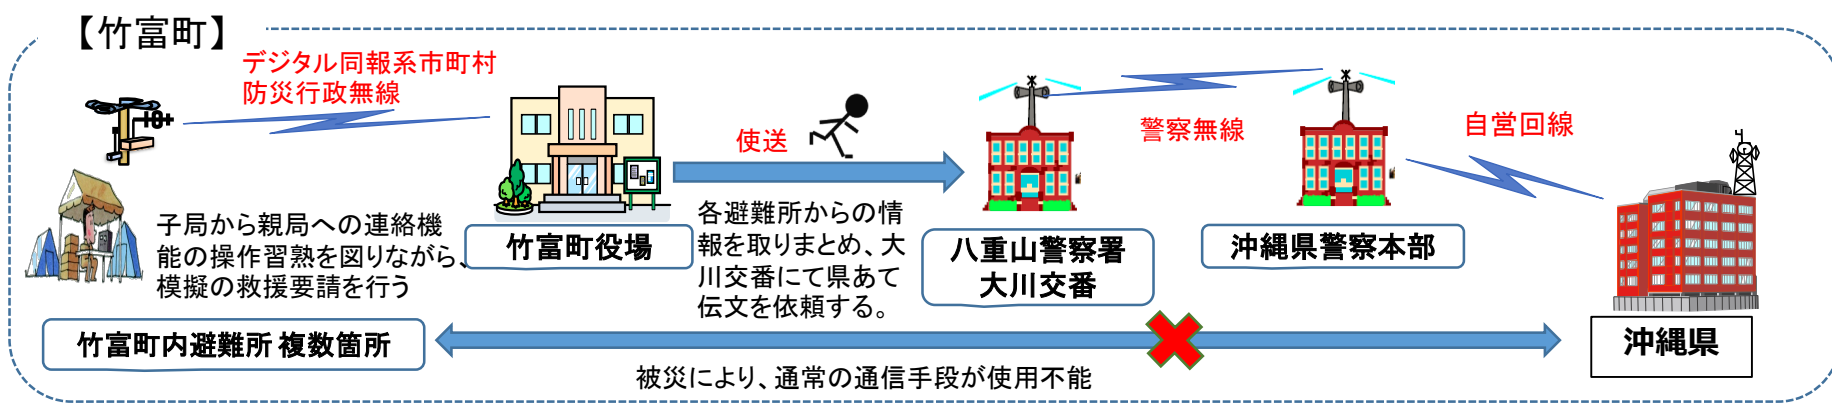 【竹富町】
デジタル同報系市町村
防災行政無線
子局から親局への連絡機
能の操作習熟を図りながら、
模擬の救援要請を行う
竹富町内避難所 複数箇所
竹富町役場
使送
各避難所からの情
報を取りまとめ、大
川交番にて県あて
伝文を依頼する。
八重山警察署
大川交番
警察無線
沖縄県警察本部
自営回線
沖縄県
被災により、通常の通信手段が使用不能